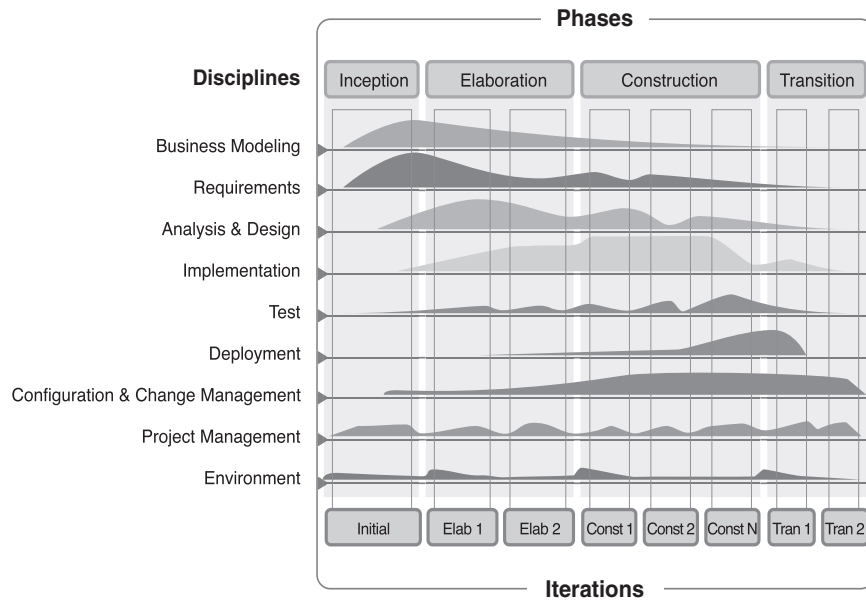 Phases
Disciplines
Inception
Elaboration
Construction
Transition
Business Modeling
Requirements
Analysis & Design
Implementation
Test
Deployment
Configuration & Change Management
Project Management
Environment
Initial
Elab 1
Elab 2
Const 1
Const 2
Const N
Tran 1
Tran 2
Iterations